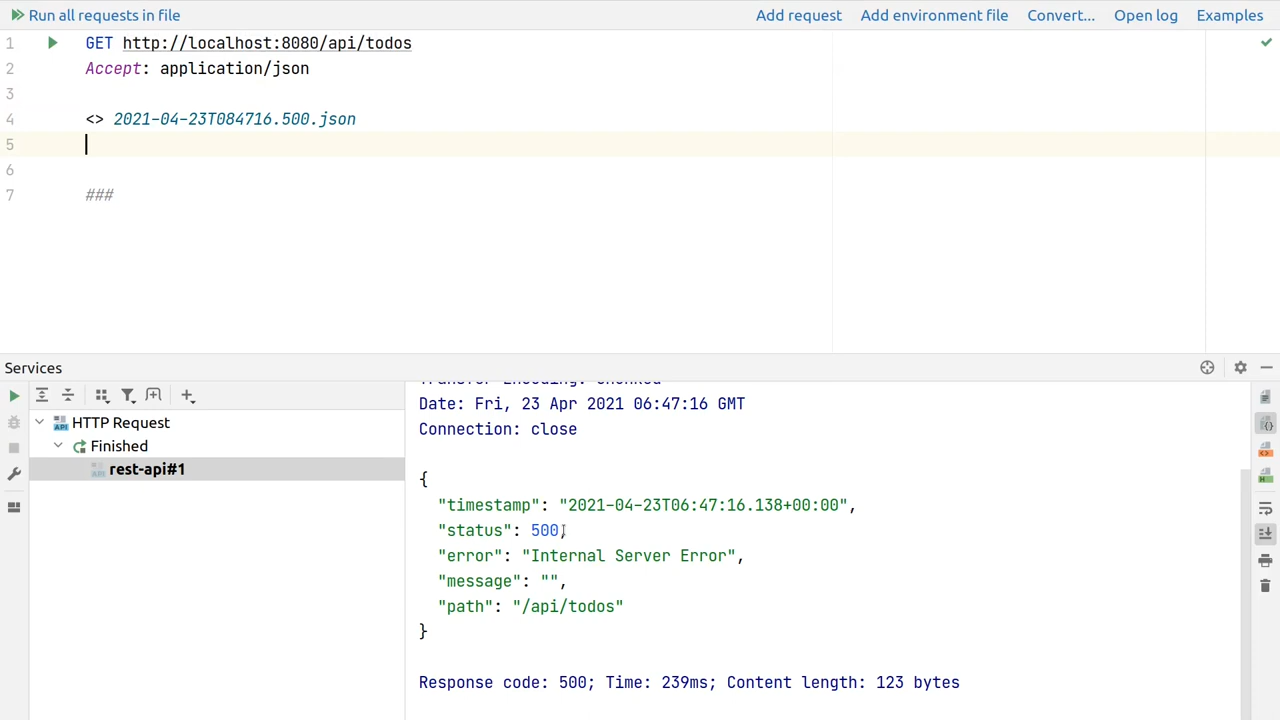 Run all requests in file Add request Add environment file Convert... Open log Examples
1 GET http://localhost:8080/api/todos
2 Accept: application/json
3
4 <> 2021-04-23T084716.500.json
5
6
7 ###
Services
HTTP Request
Finished
rest-api#1
Transfer-Encoding: chunked
Date: Fri, 23 Apr 2021 06:47:16 GMT
Connection: close
{
"timestamp": "2021-04-23T06:47:16.138+00:00",
"status": 500,
"error": "Internal Server Error",
"message": "",
"path": "/api/todos"
}
Response code: 500; Time: 239ms; Content length: 123 bytes